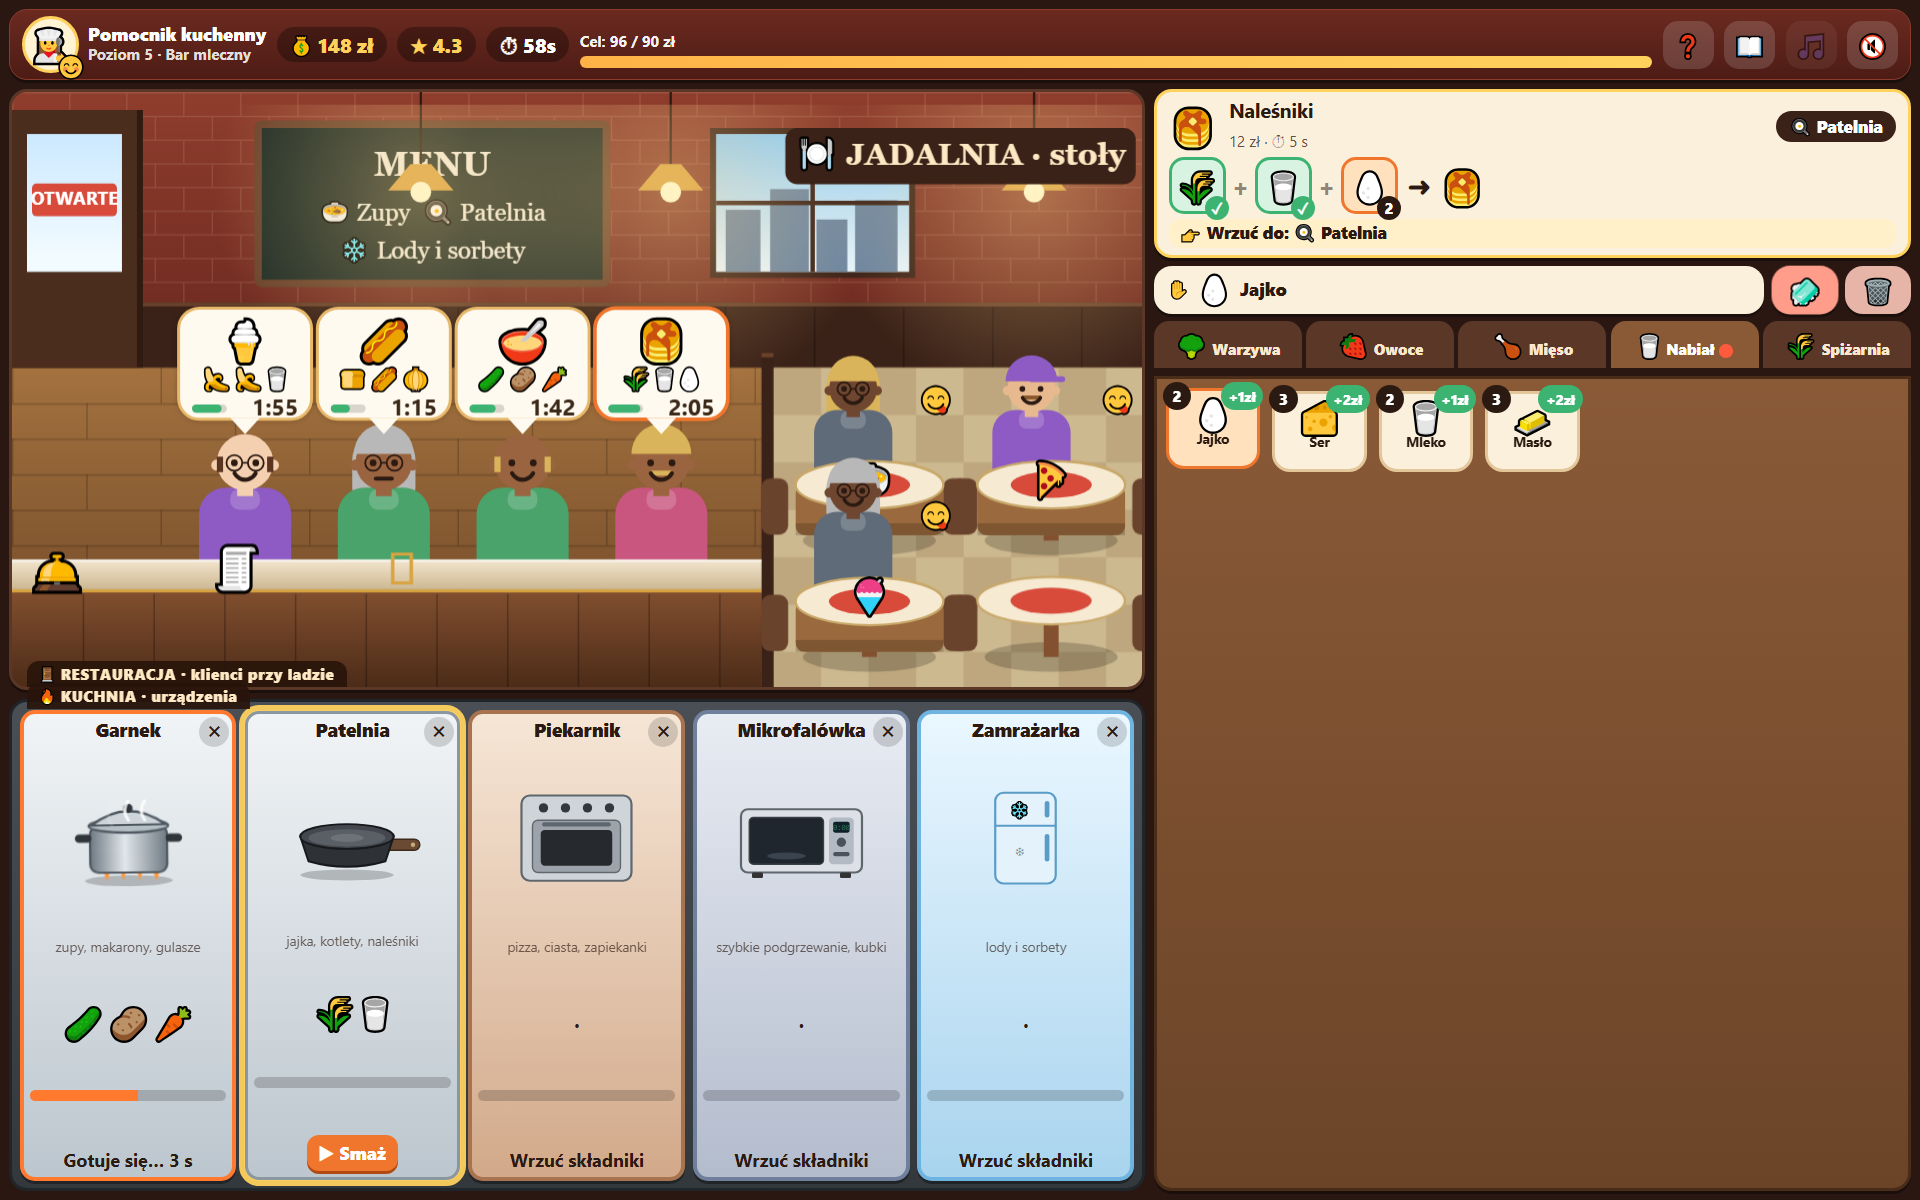 Pomocnik kuchenny
Poziom 5 · Bar mleczny
148 zł
★ 4.3
58s
Cel: 96 / 90 zł
OTWARTE
MENU
Zupy Patelnia
Lody i sorbety
JADALNIA · stoły
1:55
1:15
1:42
2:05
RESTAURACJA · klienci przy ladzie
KUCHNIA · urządzenia
Garnek
zupy, makarony, gulasze
Gotuje się... 3 s
Patelnia
jajka, kotlety, naleśniki
Smaż
Piekarnik
pizza, ciasta, zapiekanki
Wrzuć składniki
Mikrofalówka
szybkie podgrzewanie, kubki
Wrzuć składniki
Zamrażarka
lody i sorbety
Wrzuć składniki
Naleśniki
12 zł · 5 s
Patelnia
+ + 2
Wrzuć do: Patelnia
Jajko
Warzywa
Owoce
Mięso
Nabiał
Spiżarnia
2 +1zł
Jajko
3 +2zł
Ser
2 +1zł
Mleko
3 +2zł
Masło